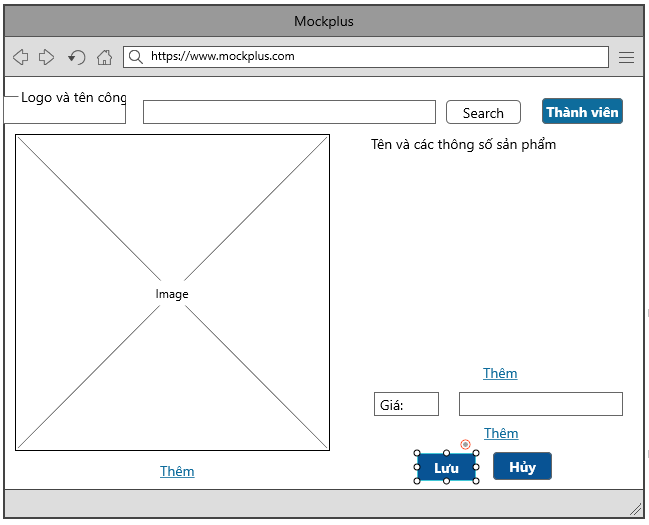 Mockplus
https://www.mockplus.com
Logo và tên công
Search
Thành viên
Tên và các thông số sản phẩm
Image
Thêm
Giá:
Thêm
Lưu
Hủy
Thêm